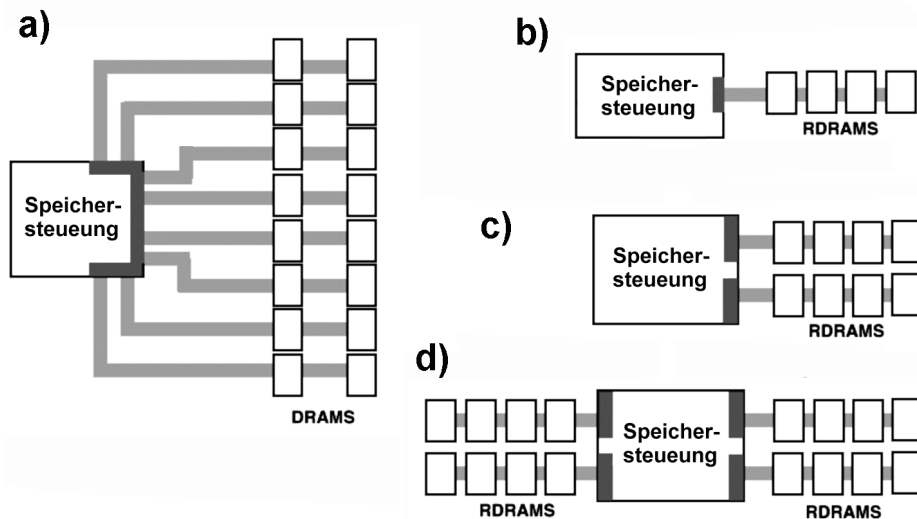 a)
Speicher-
steueung
DRAMS
b)
Speicher-
steueung
RDRAMS
c)
Speicher-
steueung
RDRAMS
d)
Speicher-
steueung
RDRAMS
RDRAMS